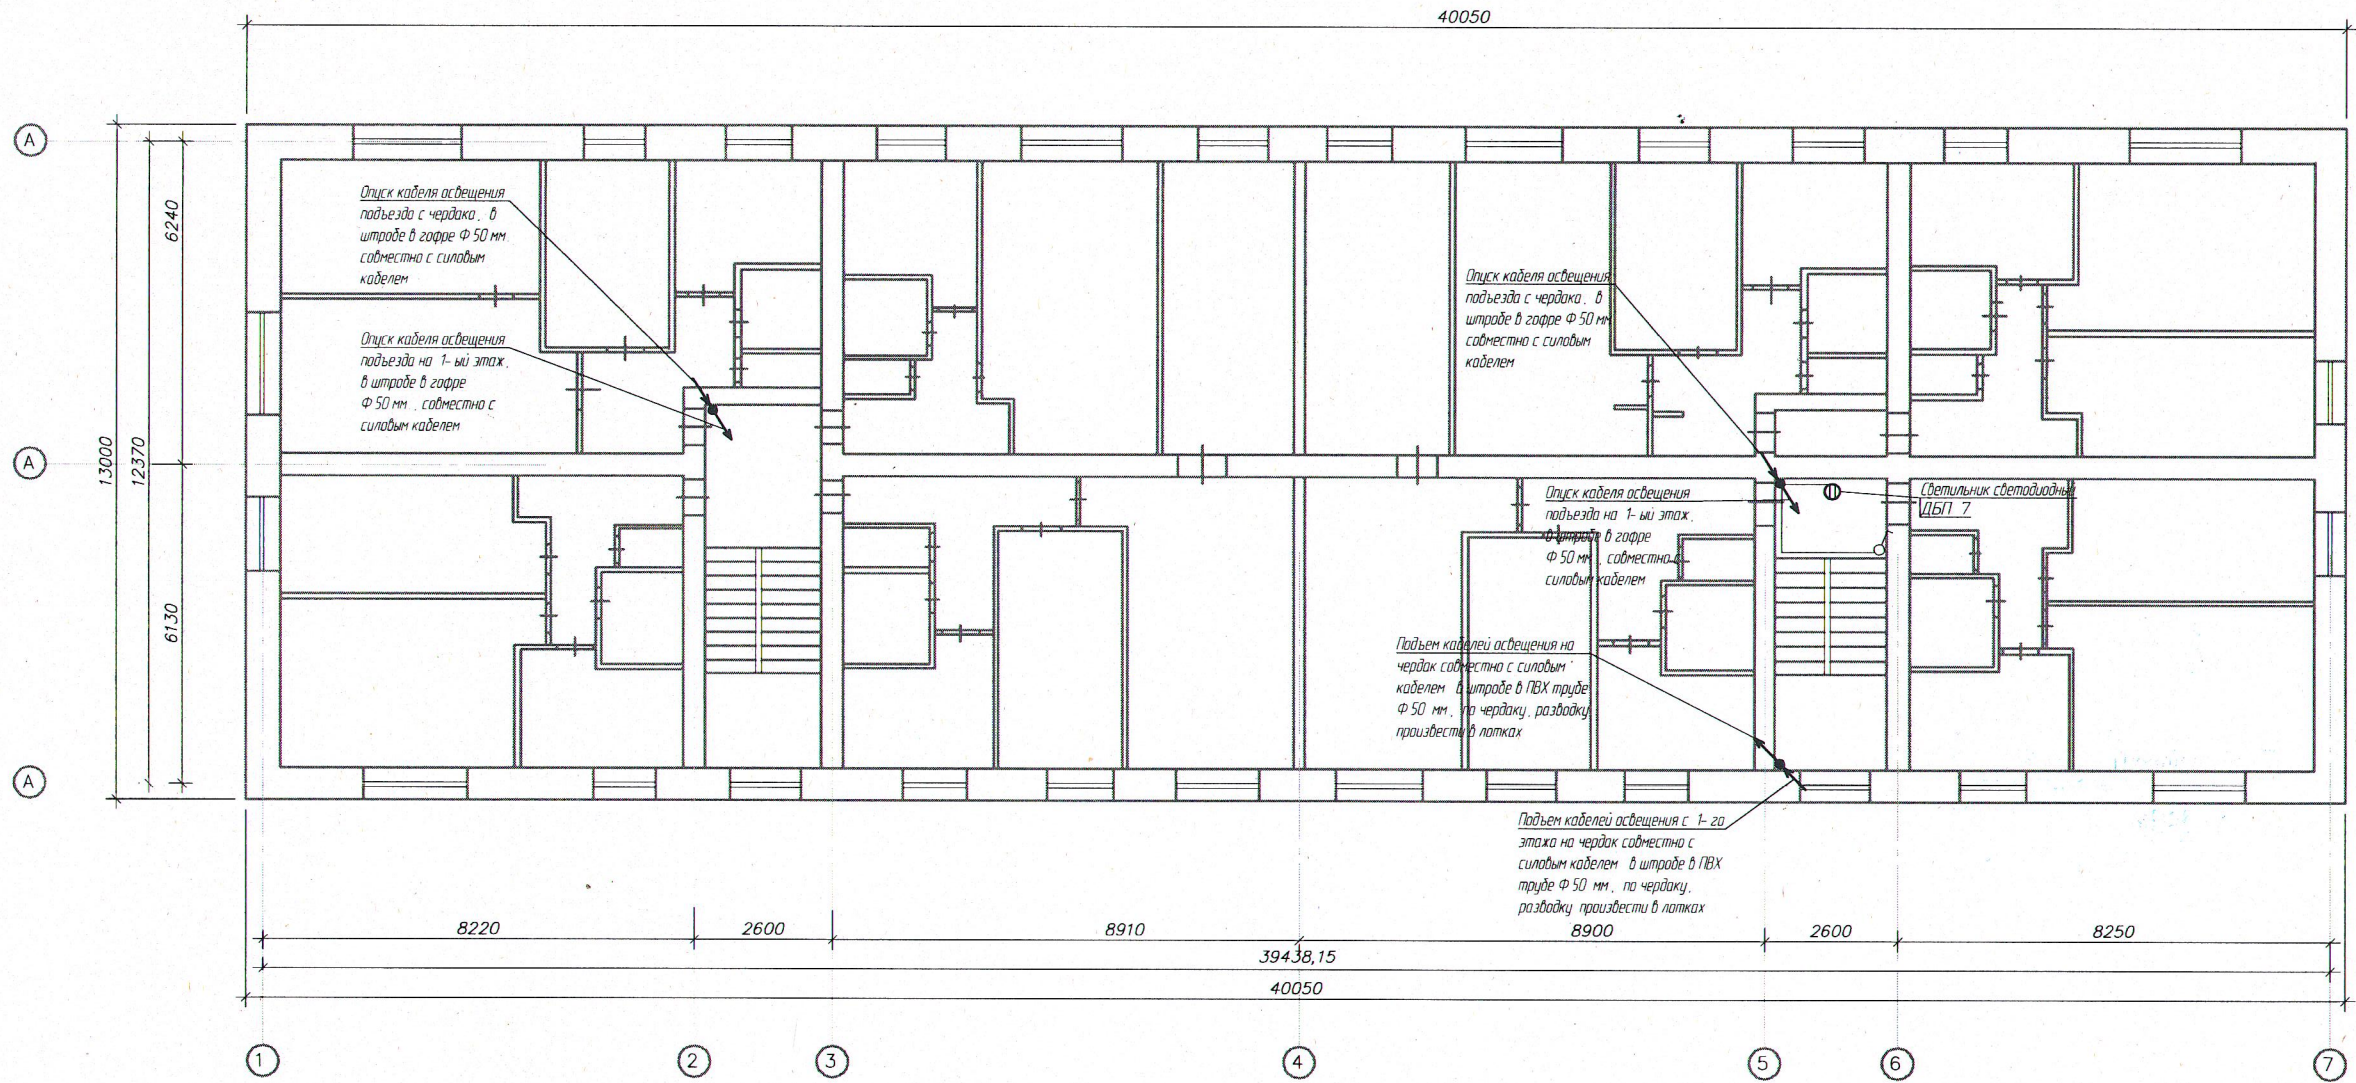 40050
А
А
А
13000
12370
6240
6130
Опуск кабеля освещения
подъезда с чердака, в
штробе в гофре Ф 50 мм
совместно с силовым
кабелем
Опуск кабеля освещения
подъезда на 1-ый этаж,
в штробе в гофре
Ф 50 мм, совместно с
силовым кабелем
Опуск кабеля освещения
подъезда с чердака, в
штробе в гофре Ф 50 мм
совместно с силовым
кабелем
Опуск кабеля освещения
подъезда на 1-ый этаж,
в штробе в гофре
Ф 50 мм, совместно с
силовым кабелем
Светильник светодиодный
ДБП 7
Подъем кабелей освещения на
чердак совместно с силовым
кабелем в штробе в ПВХ трубе
Ф 50 мм, по чердаку, разводку
произвести в лотках
Подъем кабелей освещения с 1-го
этажа на чердак совместно с
силовым кабелем в штробе в ПВХ
трубе Ф 50 мм, по чердаку,
разводку произвести в лотках
8220 2600 8910 8900 2600 8250
39438,15
40050
1 2 3 4 5 6 7